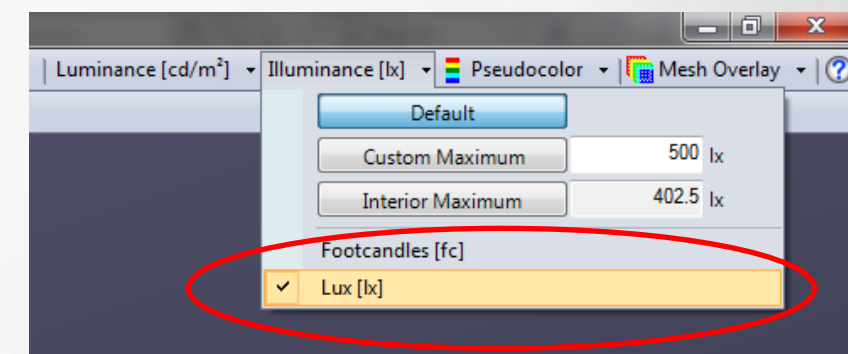 Luminance [cd/m²] Illuminance [lx] Pseudocolor Mesh Overlay ?
Default
Custom Maximum 500 lx
Interior Maximum 402.5 lx
Footcandles [fc]
Lux [lx]